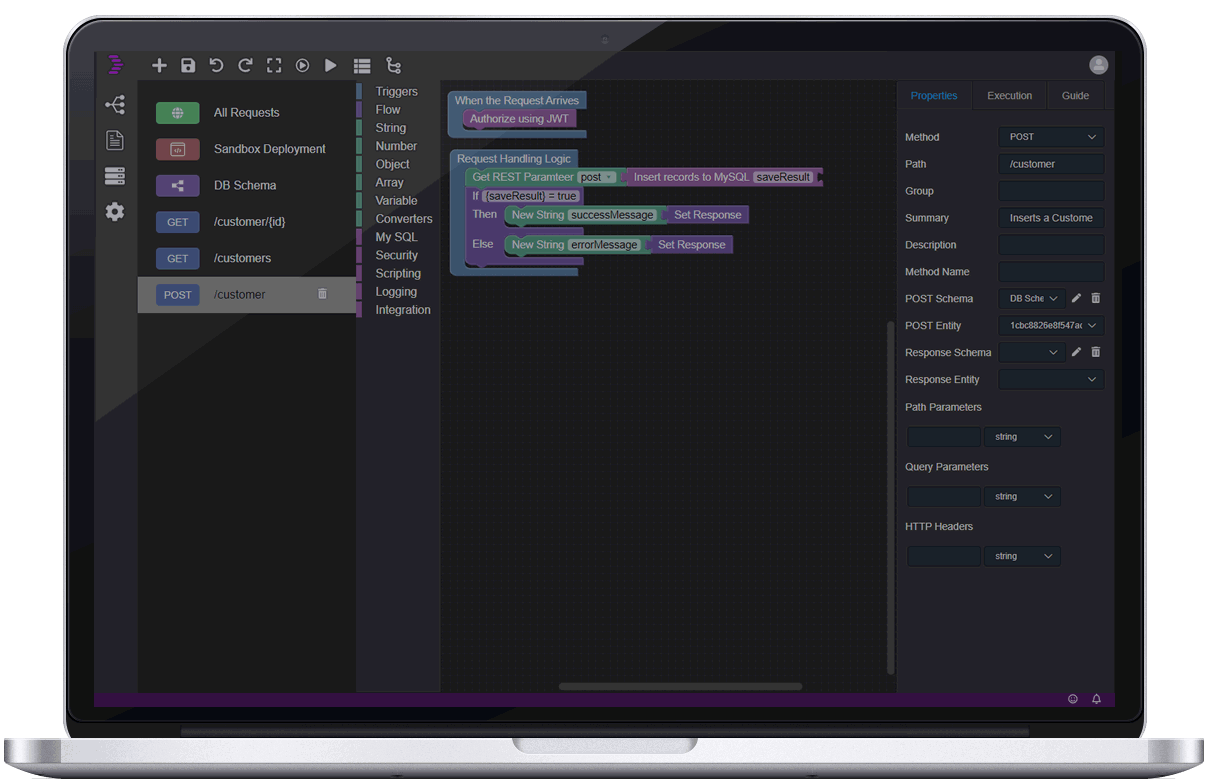 All Requests
Sandbox Deployment
DB Schema
GET /customer/{id}
GET /customers
POST /customer
Triggers
Flow
String
Number
Object
Array
Variable
Converters
My SQL
Security
Scripting
Logging
Integration
When the Request Arrives
Authorize using JWT
Request Handling Logic
Get REST Paramteer post Insert records to MySQL saveResult
If {saveResult} = true
Then New String successMessage Set Response
Else New String errorMessage Set Response
Properties Execution Guide
Method POST
Path /customer
Group
Summary Inserts a Custome
Description
Method Name
POST Schema DB Sche
POST Entity 1cbc8826e8f547ac
Response Schema
Response Entity
Path Parameters
string
Query Parameters
string
HTTP Headers
string